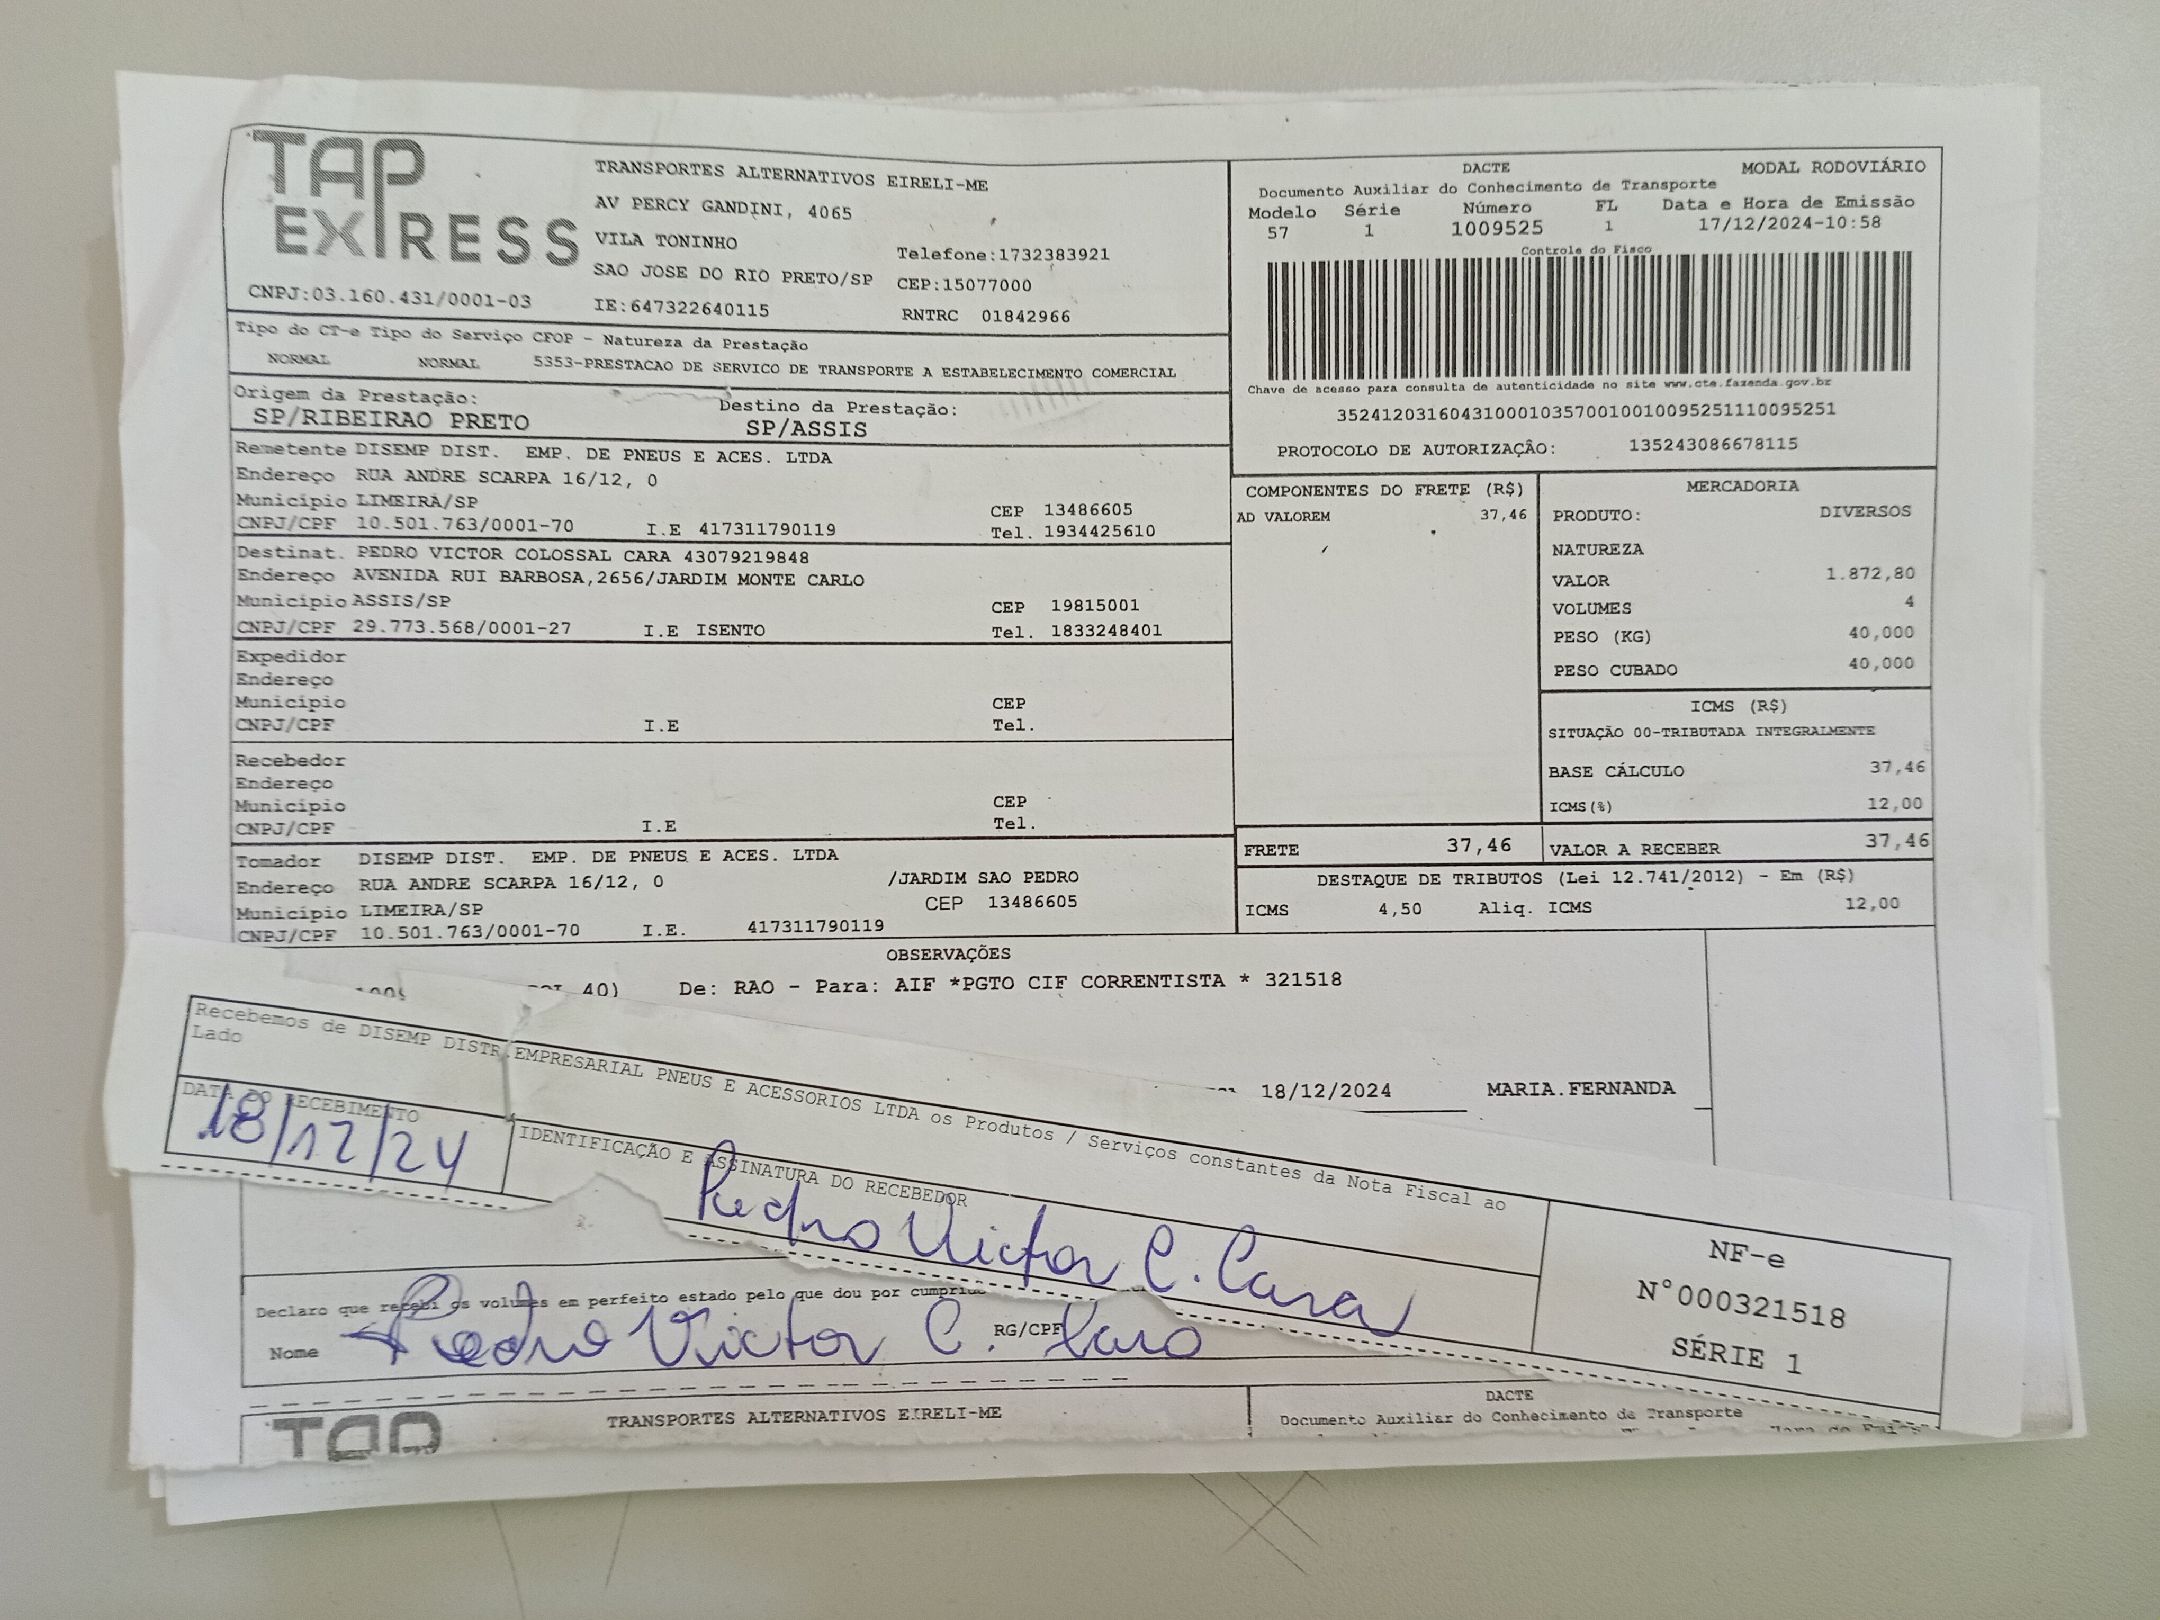 TAP EXPRESS
TRANSPORTES ALTERNATIVOS EIRELI-ME
AV PERCY GANDINI, 4065
VILA TONINHO Telefone:1732383921
SAO JOSE DO RIO PRETO/SP CEP:15077000
CNPJ:03.160.431/0001-03 IE:647322640115 RNTRC 01842966
DACTE MODAL RODOVIÁRIO
Documento Auxiliar do Conhecimento de Transporte
Modelo Série Número FL Data e Hora de Emissão
57 1 1009525 1 17/12/2024-10:58
Controle do Fisco
Chave de acesso para consulta de autenticidade no site www.cte.fazenda.gov.br
35241203160431000103570010010095251110095251
PROTOCOLO DE AUTORIZAÇÃO: 135243086678115
Tipo do CT-e Tipo do Serviço CFOP - Natureza da Prestação
NORMAL NORMAL 5353-PRESTACAO DE SERVICO DE TRANSPORTE A ESTABELECIMENTO COMERCIAL
Origem da Prestação: Destino da Prestação:
SP/RIBEIRAO PRETO SP/ASSIS
Remetente DISEMP DIST. EMP. DE PNEUS E ACES. LTDA
Endereço RUA ANDRE SCARPA 16/12, 0
Município LIMEIRA/SP CEP 13486605
CNPJ/CPF 10.501.763/0001-70 I.E 417311790119 Tel. 1934425610
Destinat. PEDRO VICTOR COLOSSAL CARA 43079219848
Endereço AVENIDA RUI BARBOSA,2656/JARDIM MONTE CARLO
Município ASSIS/SP CEP 19815001
CNPJ/CPF 29.773.568/0001-27 I.E ISENTO Tel. 1833248401
Expedidor
Endereço
Município CEP
CNPJ/CPF I.E Tel.
Recebedor
Endereço
Município CEP
CNPJ/CPF I.E Tel.
Tomador DISEMP DIST. EMP. DE PNEUS E ACES. LTDA
Endereço RUA ANDRE SCARPA 16/12, 0 /JARDIM SAO PEDRO
Município LIMEIRA/SP CEP 13486605
CNPJ/CPF 10.501.763/0001-70 I.E. 417311790119
COMPONENTES DO FRETE (R$)
AD VALOREM 37,46
MERCADORIA
PRODUTO: DIVERSOS
NATUREZA
VALOR 1.872,80
VOLUMES 4
PESO (KG) 40,000
PESO CUBADO 40,000
ICMS (R$)
SITUAÇÃO 00-TRIBUTADA INTEGRALMENTE
BASE CÁLCULO 37,46
ICMS(%) 12,00
FRETE 37,46 VALOR A RECEBER 37,46
DESTAQUE DE TRIBUTOS (Lei 12.741/2012) - Em (R$)
ICMS 4,50 Aliq. ICMS 12,00
OBSERVAÇÕES
40) De: RAO - Para: AIF *PGTO CIF CORRENTISTA * 321518
18/12/2024 MARIA.FERNANDA
Recebemos de DISEMP DISTR.EMPRESARIAL PNEUS E ACESSORIOS LTDA os Produtos / Serviços constantes da Nota Fiscal ao
Lado
DATA DO RECEBIMENTO IDENTIFICAÇÃO E ASSINATURA DO RECEBEDOR
18/12/24 Pedro Victor C. Cara
NF-e
N°000321518
SÉRIE 1
Declaro que recebi os volumes em perfeito estado pelo que dou por
Nome Pedro Victor C. Cara RG/CPF
TAP
TRANSPORTES ALTERNATIVOS EIRELI-ME
DACTE
Documento Auxiliar do Conhecimento de Transporte